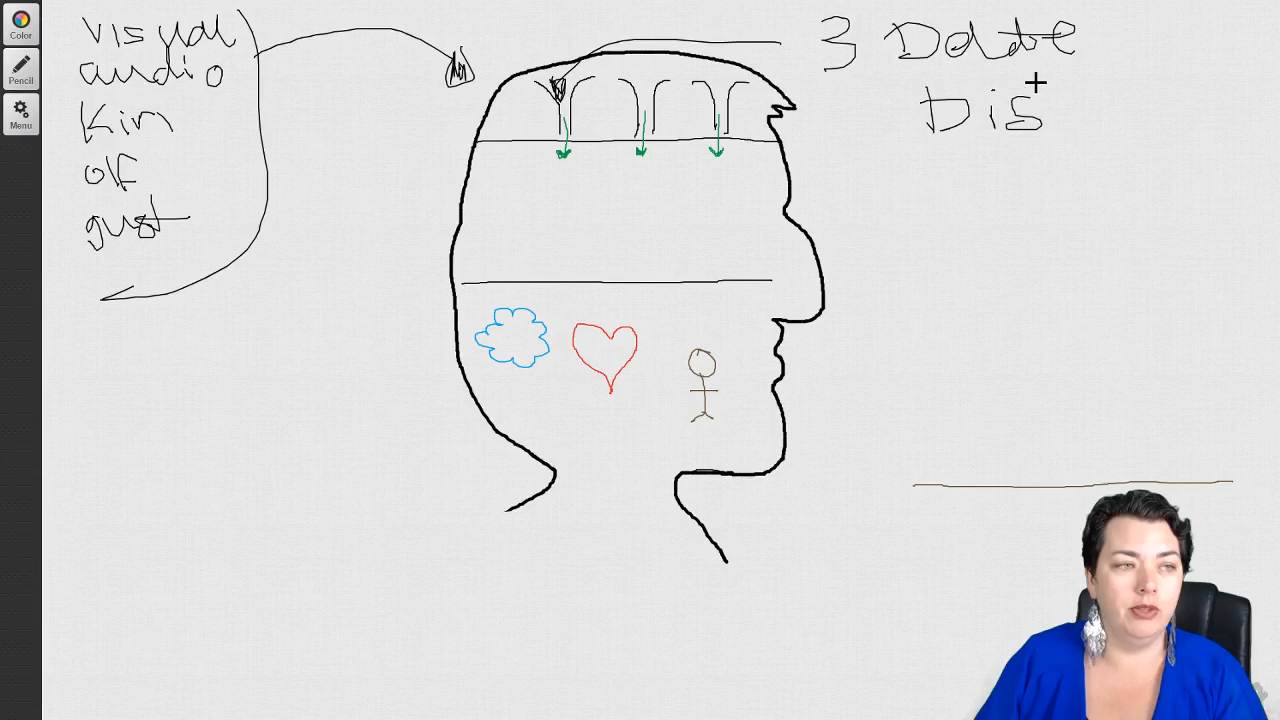 Color
Pencil
Menu
visual
audio
Kin
olf
gust
3 Delete
Dis